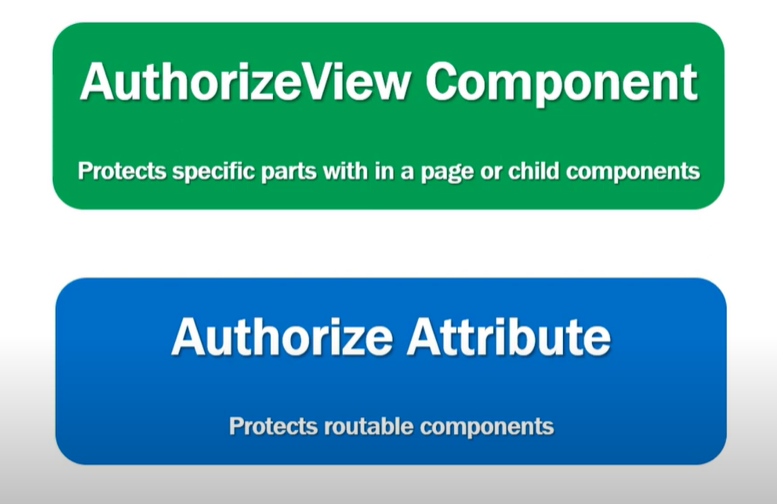 AuthorizeView Component
Protects specific parts with in a page or child components
Authorize Attribute
Protects routable components